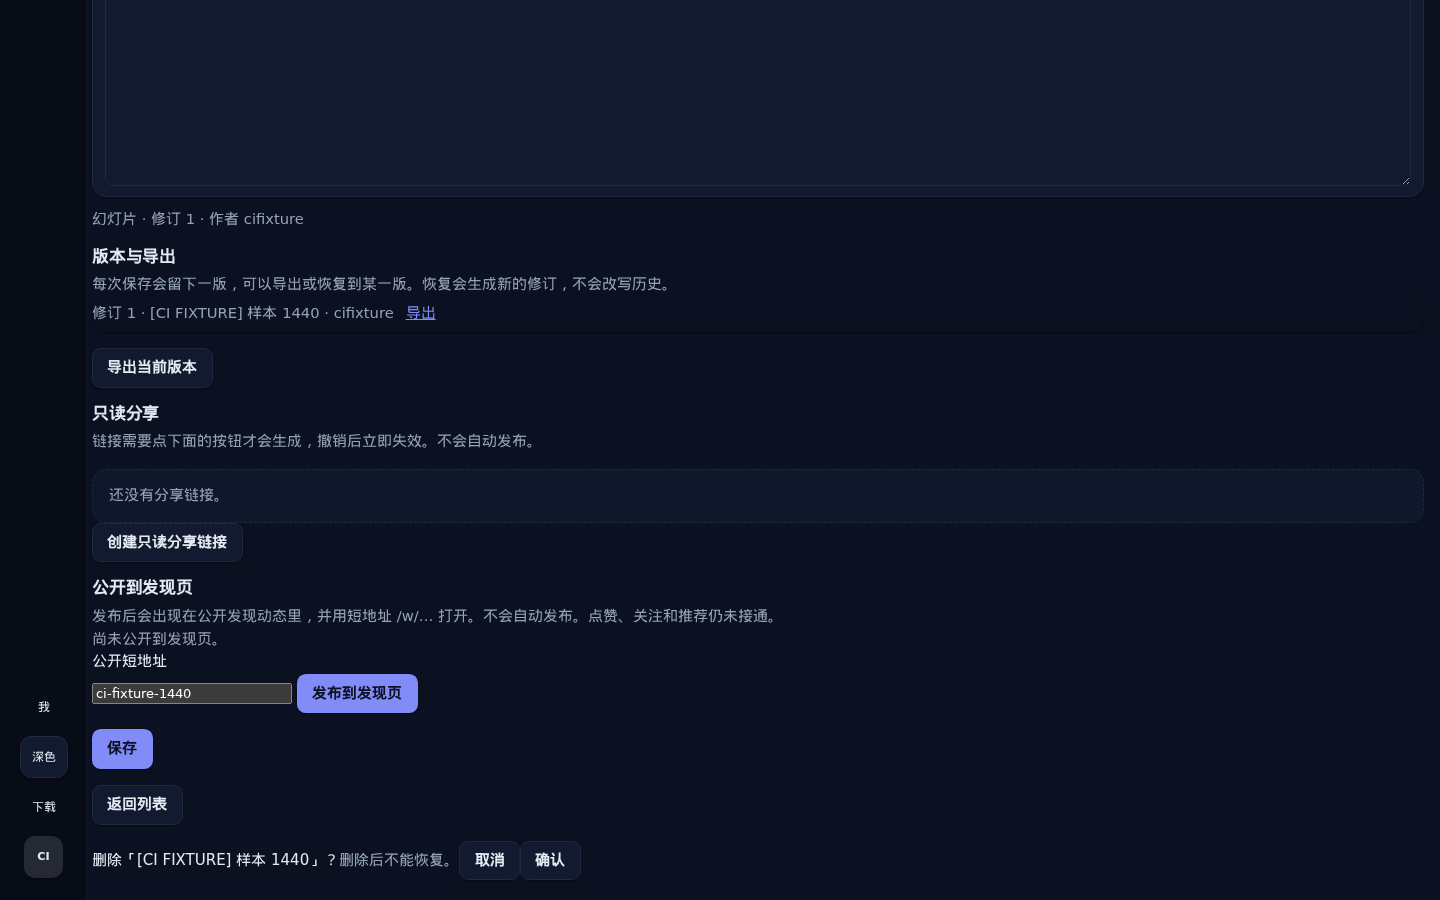 幻灯片 · 修订 1 · 作者 cifixture
版本与导出
每次保存会留下一版，可以导出或恢复到某一版。恢复会生成新的修订，不会改写历史。
修订 1 · [CI FIXTURE] 样本 1440 · cifixture 导出
导出当前版本
只读分享
链接需要点下面的按钮才会生成，撤销后立即失效。不会自动发布。
还没有分享链接。
创建只读分享链接
公开到发现页
发布后会出现在公开发现动态里，并用短地址 /w/… 打开。不会自动发布。点赞、关注和推荐仍未接通。
尚未公开到发现页。
公开短地址
ci-fixture-1440 发布到发现页
保存
返回列表
删除「[CI FIXTURE] 样本 1440」？删除后不能恢复。 取消 确认
我
深色
下载
CI